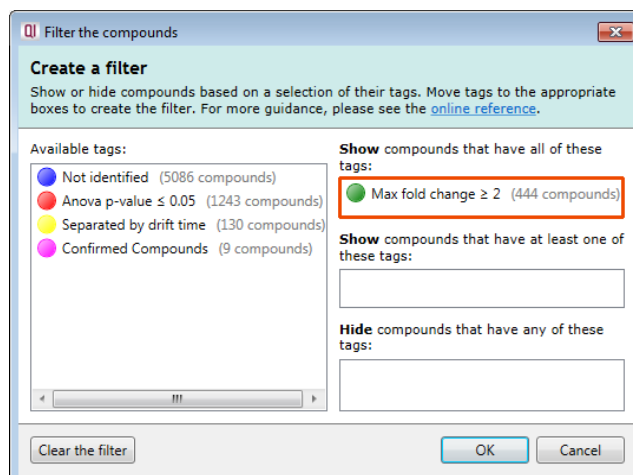 QI Filter the compounds
Create a filter
Show or hide compounds based on a selection of their tags. Move tags to the appropriate
boxes to create the filter. For more guidance, please see the online reference.
Available tags:
Not identified (5086 compounds)
Anova p-value ≤ 0.05 (1243 compounds)
Separated by drift time (130 compounds)
Confirmed Compounds (9 compounds)
Show compounds that have all of these
tags:
Max fold change ≥ 2 (444 compounds)
Show compounds that have at least one of
these tags:
Hide compounds that have any of these
tags:
Clear the filter
OK
Cancel